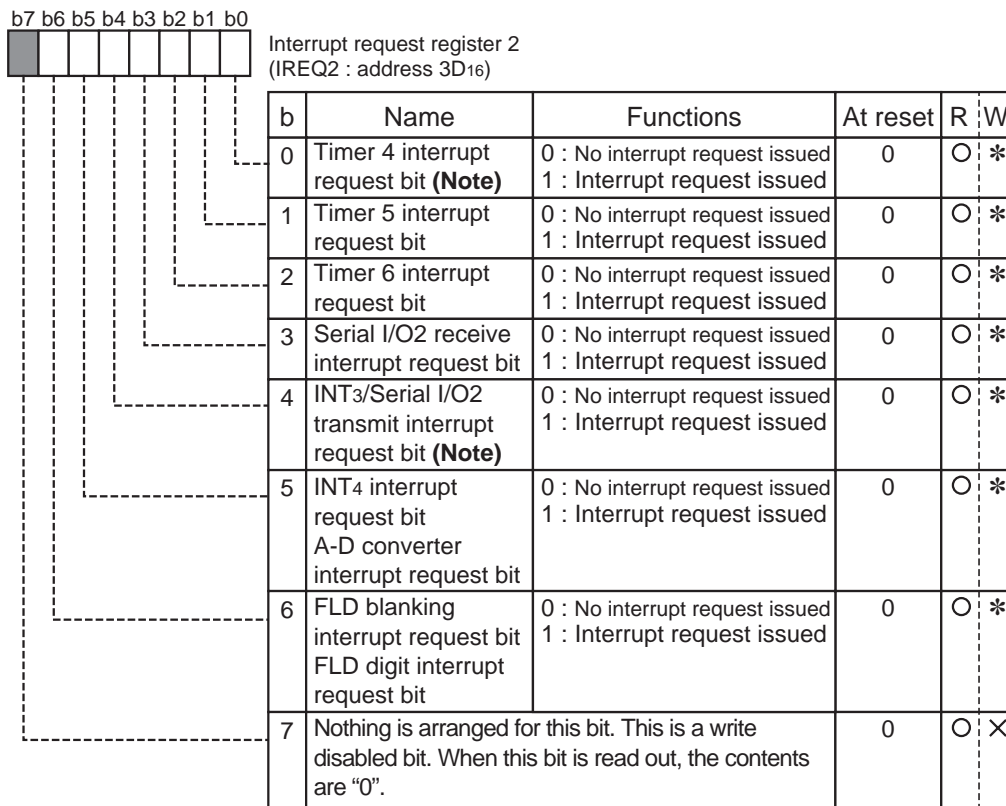 b7 b6 b5 b4 b3 b2 b1 b0
Interrupt request register 2
(IREQ2 : address 3D16)
b Name Functions At reset R W
0 Timer 4 interrupt 0 : No interrupt request issued 0 ○ ✻
request bit (Note) 1 : Interrupt request issued
1 Timer 5 interrupt 0 : No interrupt request issued 0 ○ ✻
request bit 1 : Interrupt request issued
2 Timer 6 interrupt 0 : No interrupt request issued 0 ○ ✻
request bit 1 : Interrupt request issued
3 Serial I/O2 receive 0 : No interrupt request issued 0 ○ ✻
interrupt request bit 1 : Interrupt request issued
4 INT3/Serial I/O2 0 : No interrupt request issued 0 ○ ✻
transmit interrupt 1 : Interrupt request issued
request bit (Note)
5 INT4 interrupt 0 : No interrupt request issued 0 ○ ✻
request bit 1 : Interrupt request issued
A-D converter
interrupt request bit
6 FLD blanking 0 : No interrupt request issued 0 ○ ✻
interrupt request bit 1 : Interrupt request issued
FLD digit interrupt
request bit
7 Nothing is arranged for this bit. This is a write 0 ○ ×
disabled bit. When this bit is read out, the contents
are “0”.